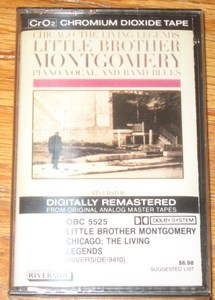 CrO2 CHROMIUM DIOXIDE TAPE
CHICAGO-THE LIVING LEGENDS
LITTLE BROTHER
MONTGOMERY
PIANO, VOCAL AND BAND BLUES
RIVERSIDE
DIGITALLY REMASTERED
FROM ORIGINAL ANALOG MASTER TAPES
OBC 5525
DOLBY SYSTEM
LITTLE BROTHER MONTGOMERY
CHICAGO: THE LIVING
LEGENDS
(RIVERSIDE-9410)
$6.98
SUGGESTED LIST
RIVERSIDE